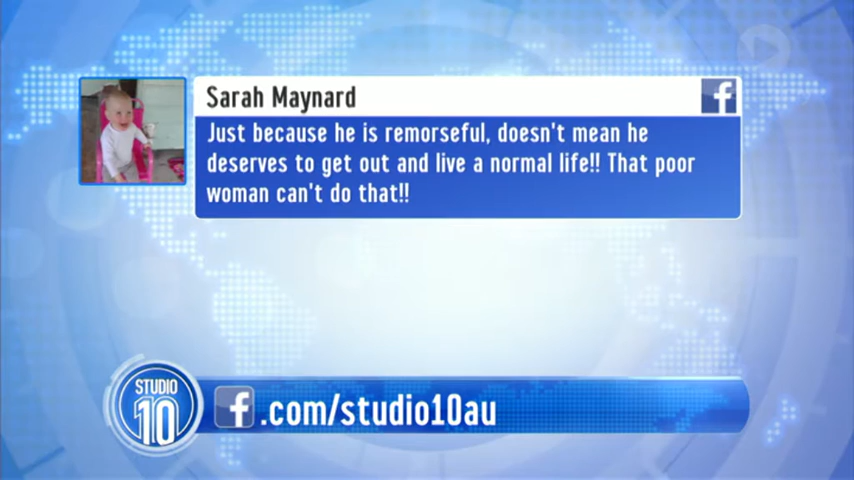 Sarah Maynard
Just because he is remorseful, doesn't mean he
deserves to get out and live a normal life!! That poor
woman can't do that!!
STUDIO
10
f.com/studio10au